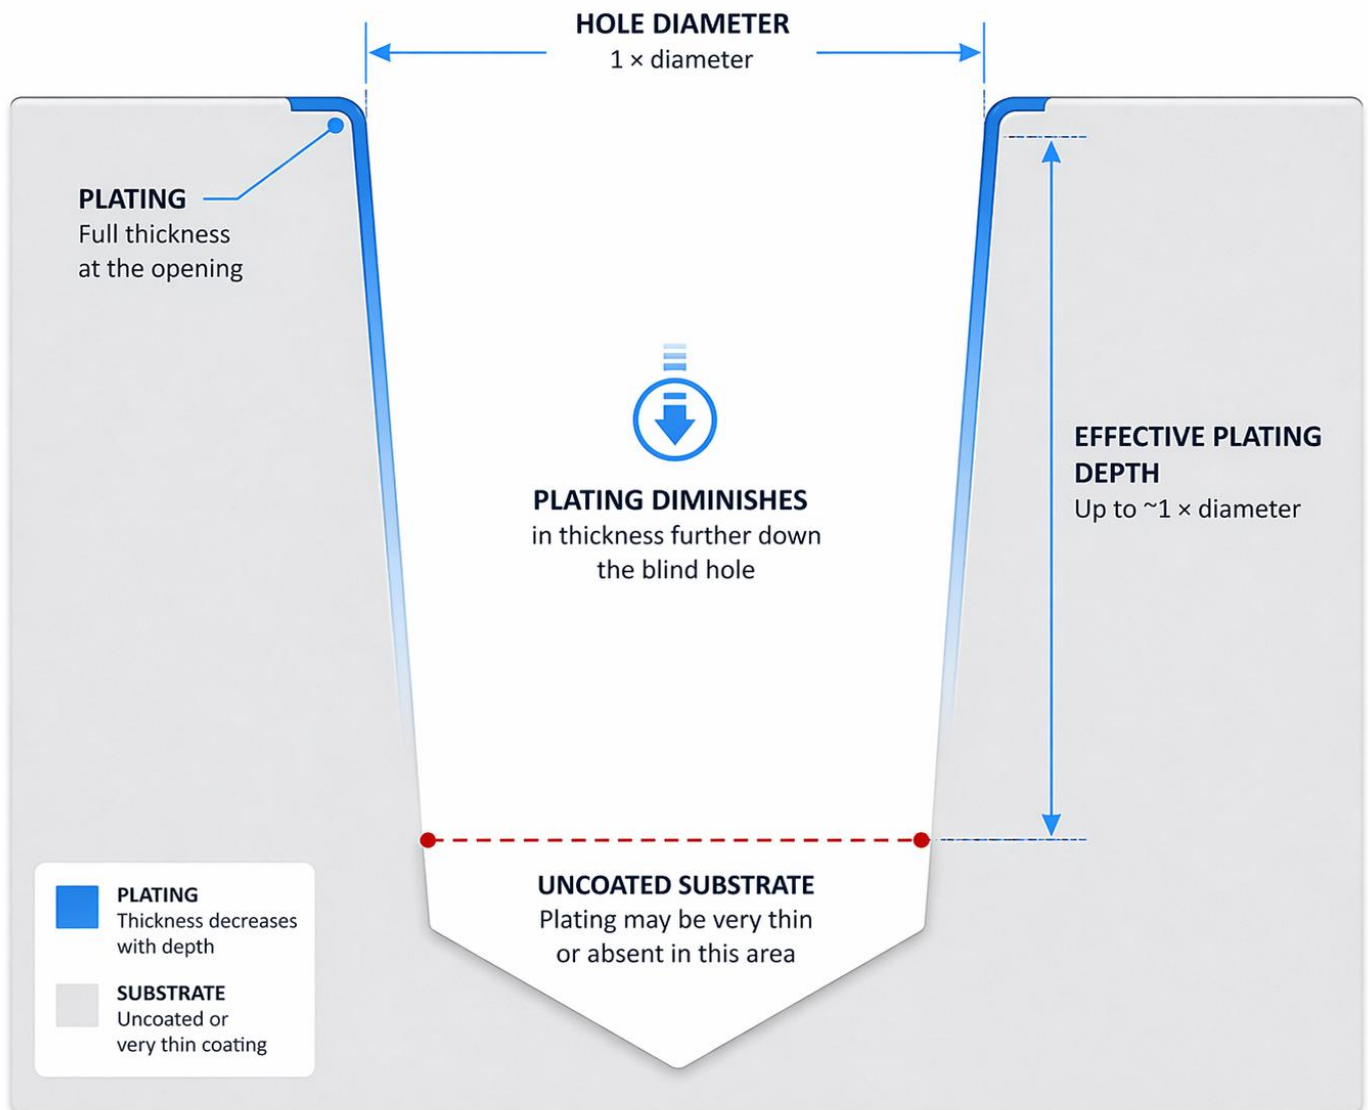 HOLE DIAMETER
1 × diameter
PLATING
Full thickness
at the opening
EFFECTIVE PLATING
DEPTH
Up to ~1 × diameter
PLATING DIMINISHES
in thickness further down
the blind hole
UNCOATED SUBSTRATE
Plating may be very thin
or absent in this area
PLATING
Thickness decreases
with depth
SUBSTRATE
Uncoated or
very thin coating